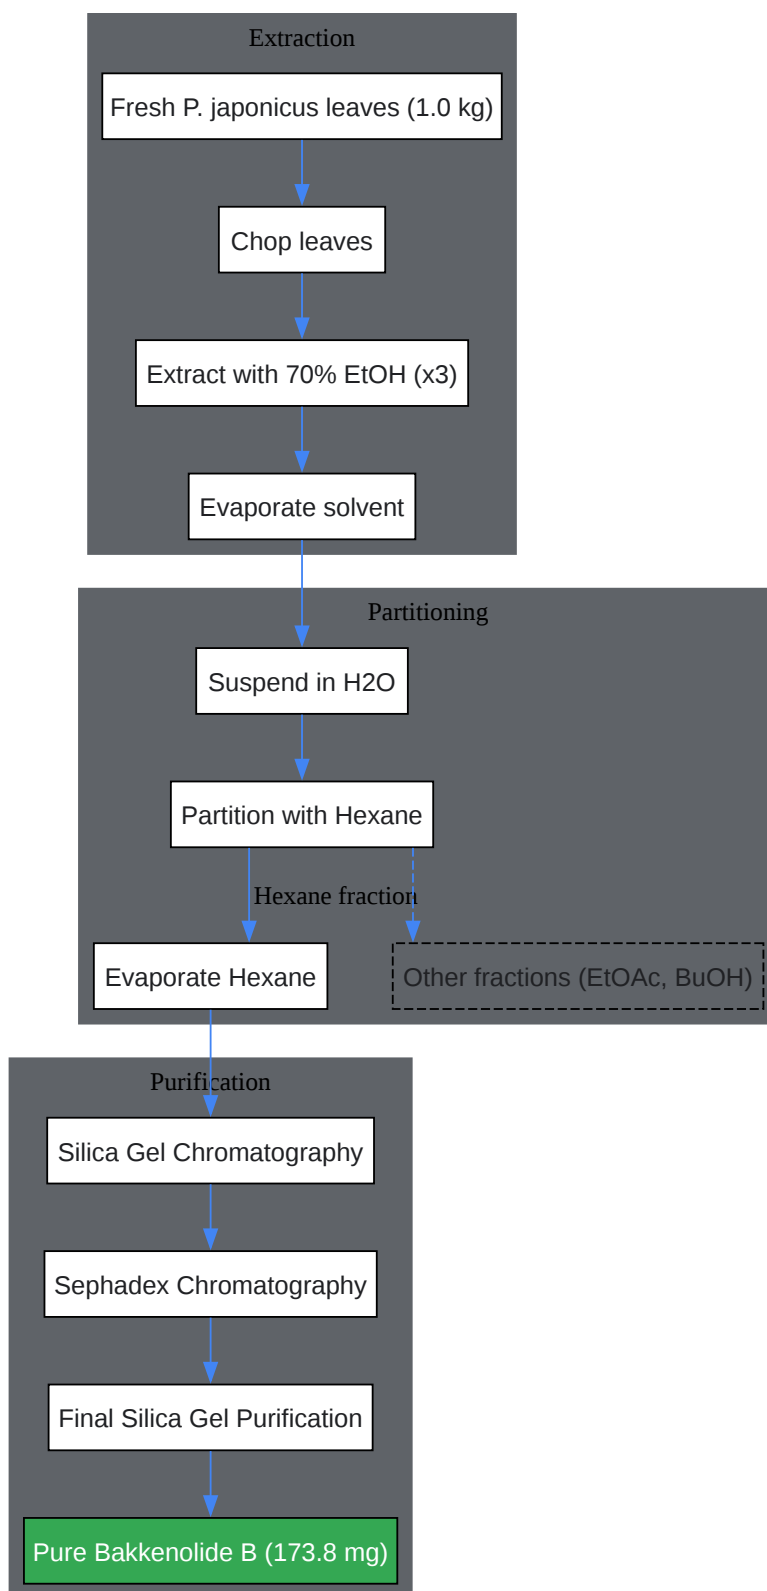 Extraction
Fresh P. japonicus leaves (1.0 kg)
Chop leaves
Extract with 70% EtOH (x3)
Evaporate solvent
Partitioning
Suspend in H2O
Partition with Hexane
Hexane fraction
Evaporate Hexane
Other fractions (EtOAc, BuOH)
Purification
Silica Gel Chromatography
Sephadex Chromatography
Final Silica Gel Purification
Pure Bakkenolide B (173.8 mg)